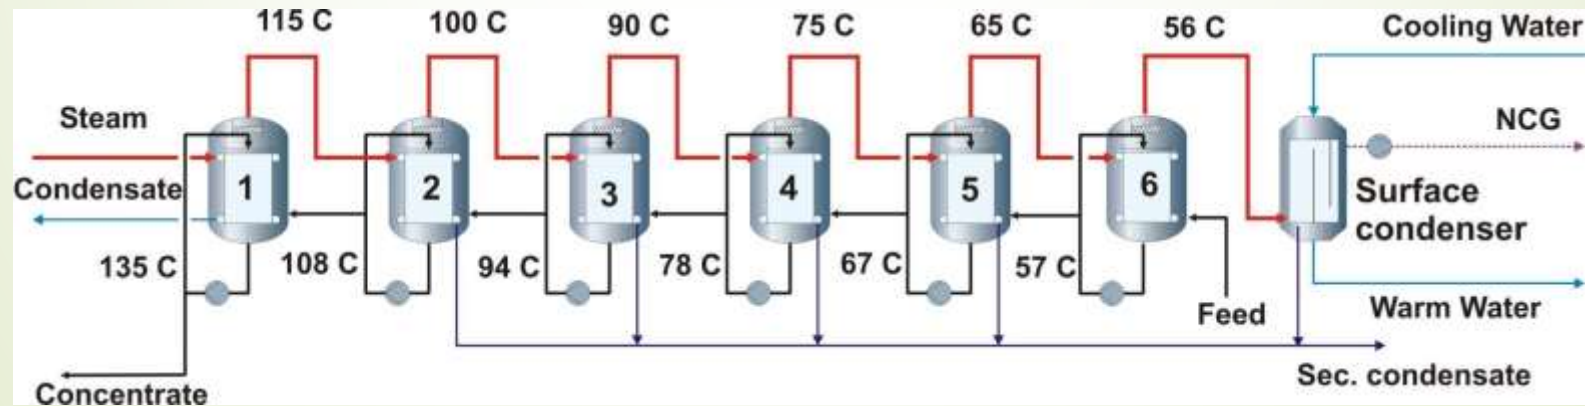 115 C
100 C
90 C
75 C
65 C
56 C
Cooling Water
Steam
NCG
Condensate
1
2
3
4
5
6
Surface
condenser
135 C
108 C
94 C
78 C
67 C
57 C
Feed
Warm Water
Concentrate
Sec. condensate